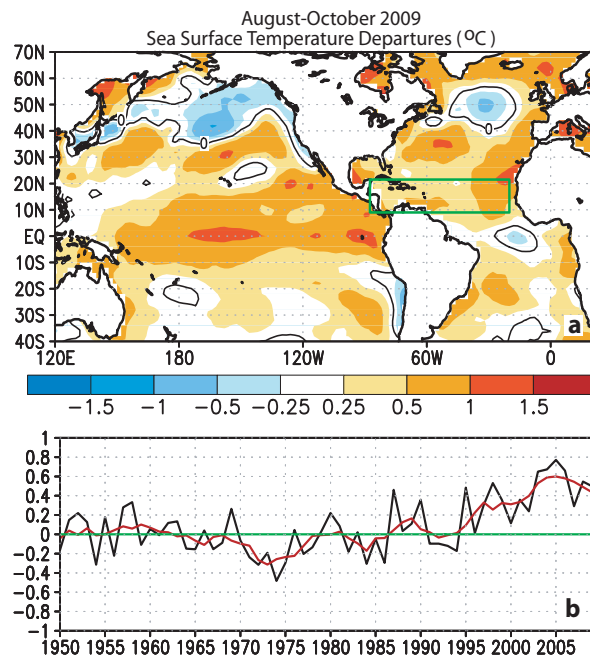 August-October 2009
Sea Surface Temperature Departures (ºC)
70N
60N
50N
40N
30N
20N
10N
EQ
10S
20S
30S
40S
0
0
0
0
a
120E 180 120W 60W 0
−1.5 −1 −0.5 −0.25 0.25 0.5 1 1.5
1
0.8
0.6
0.4
0.2
0
−0.2
−0.4
−0.6
−0.8
−1
b
1950 1955 1960 1965 1970 1975 1980 1985 1990 1995 2000 2005